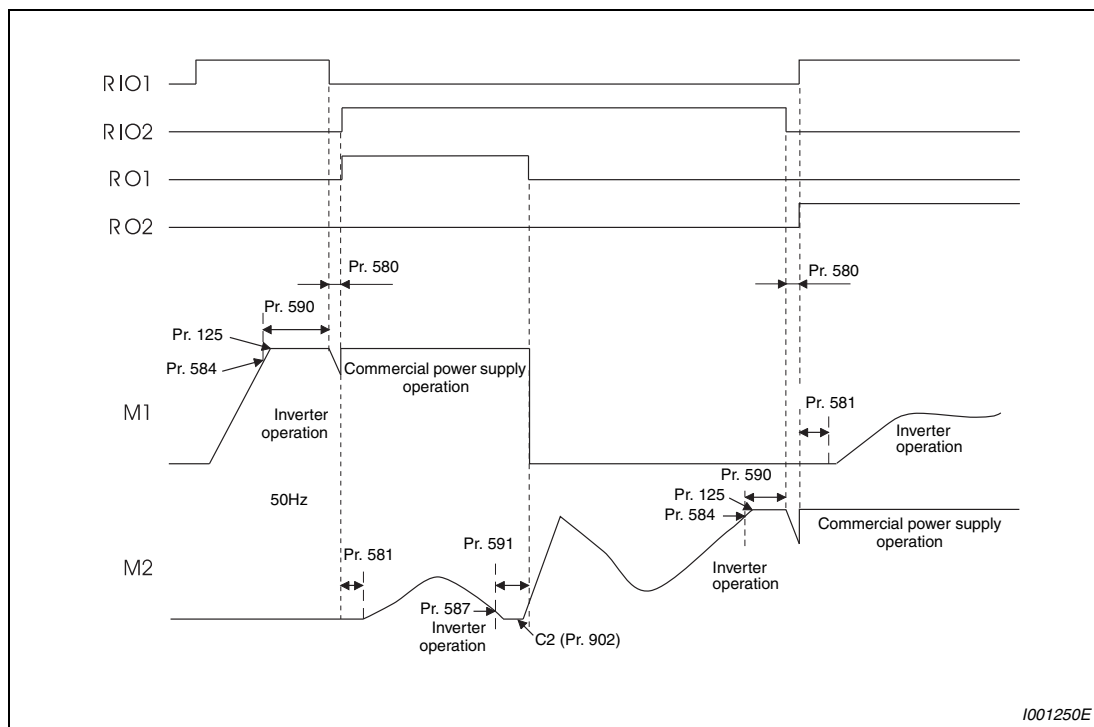 RIO1
RIO2
RO1
RO2
Pr. 580
Pr. 580
Pr. 590
Pr. 125
Pr. 584
Commercial power supply
operation
M1
Inverter
operation
Pr. 581
Inverter
operation
Pr. 590
50Hz
Pr. 125
Pr. 584
Commercial power supply
operation
Pr. 581
Pr. 591
M2
Inverter
operation
Pr. 587
Inverter
operation
C2 (Pr. 902)
I001250E